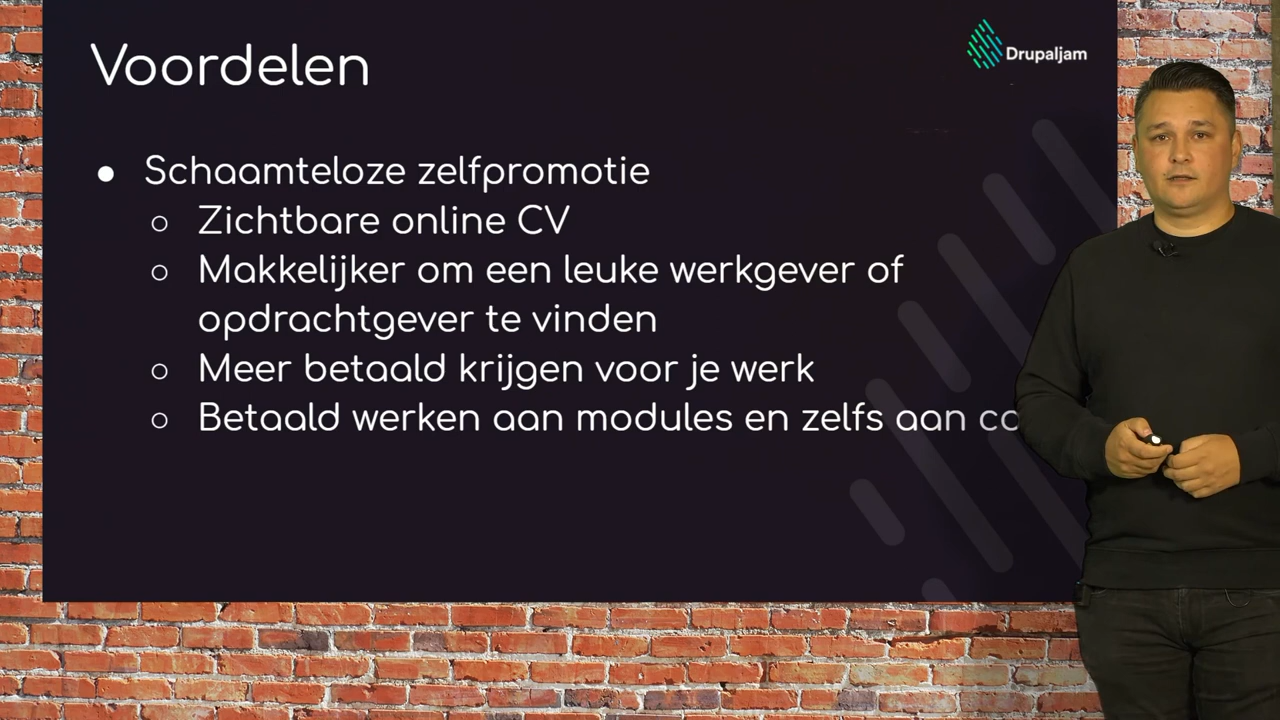 Voordelen
Drupaljam
● Schaamteloze zelfpromotie
○ Zichtbare online CV
○ Makkelijker om een leuke werkgever of
opdrachtgever te vinden
○ Meer betaald krijgen voor je werk
○ Betaald werken aan modules en zelfs aan